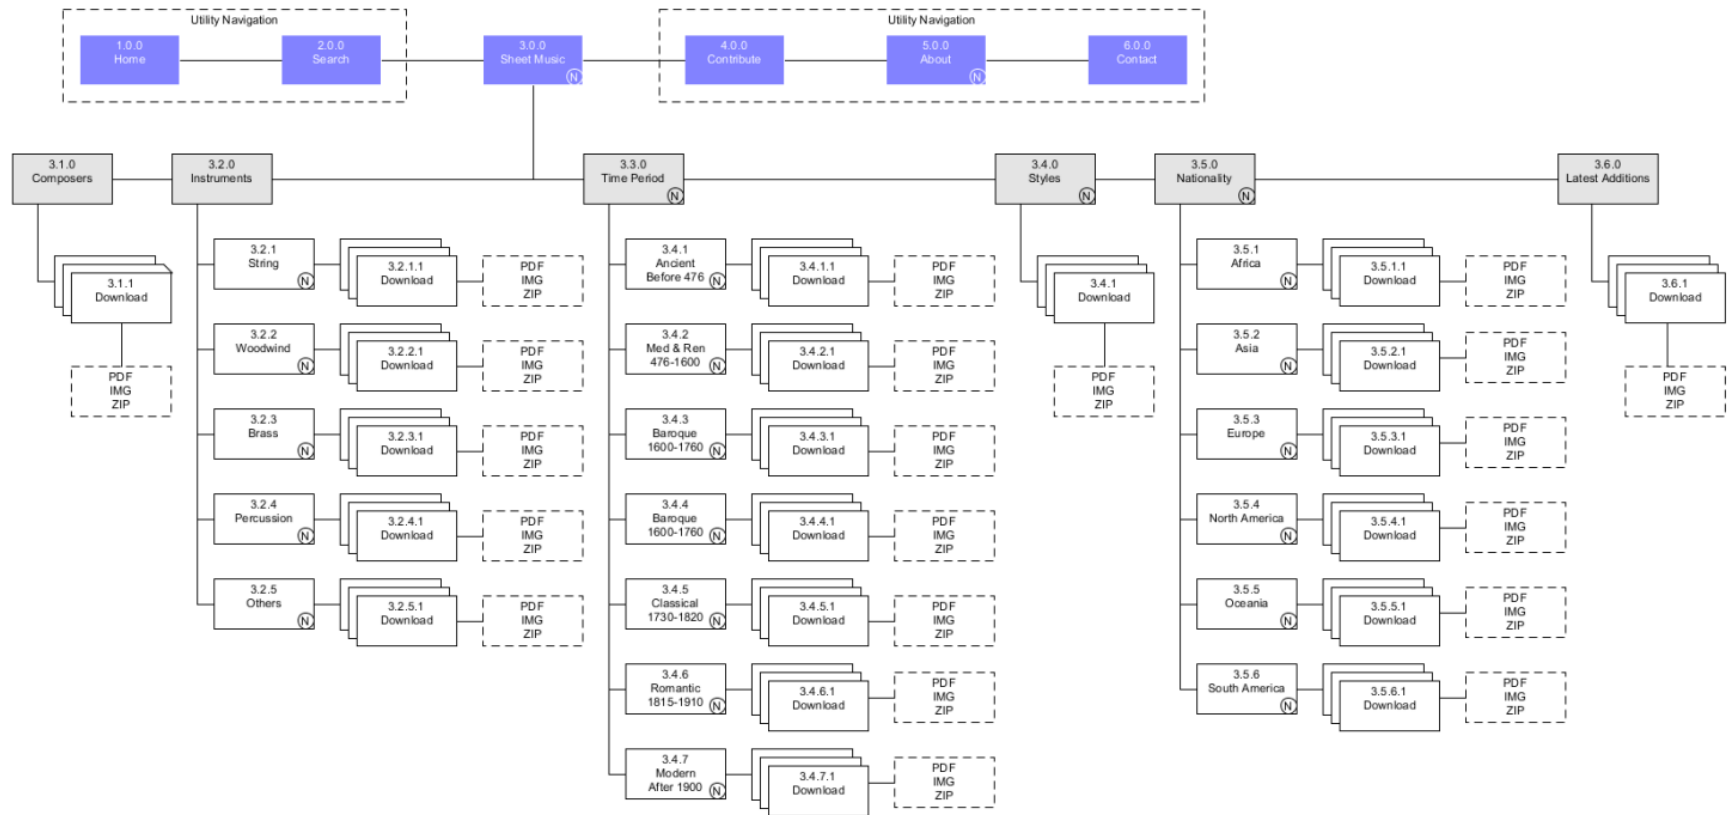 Utility Navigation
Utility Navigation
1.0.0
Home
2.0.0
Search
3.0.0
Sheet Music
N
4.0.0
Contribute
5.0.0
About
N
6.0.0
Contact
3.1.0
Composers
3.2.0
Instruments
3.3.0
Time Period
N
3.4.0
Styles
N
3.5.0
Nationality
N
3.6.0
Latest Additions
3.1.1
Download
PDF
IMG
ZIP
3.2.1
String
N
3.2.1.1
Download
PDF
IMG
ZIP
3.2.2
Woodwind
N
3.2.2.1
Download
PDF
IMG
ZIP
3.2.3
Brass
N
3.2.3.1
Download
PDF
IMG
ZIP
3.2.4
Percussion
N
3.2.4.1
Download
PDF
IMG
ZIP
3.2.5
Others
N
3.2.5.1
Download
PDF
IMG
ZIP
3.4.1
Ancient
Before 476
N
3.4.1.1
Download
PDF
IMG
ZIP
3.4.2
Med & Ren
476-1600
N
3.4.2.1
Download
PDF
IMG
ZIP
3.4.3
Baroque
1600-1760
N
3.4.3.1
Download
PDF
IMG
ZIP
3.4.4
Baroque
1600-1760
N
3.4.4.1
Download
PDF
IMG
ZIP
3.4.5
Classical
1730-1820
N
3.4.5.1
Download
PDF
IMG
ZIP
3.4.6
Romantic
1815-1910
N
3.4.6.1
Download
PDF
IMG
ZIP
3.4.7
Modern
After 1900
N
3.4.7.1
Download
PDF
IMG
ZIP
3.4.1
Download
PDF
IMG
ZIP
3.5.1
Africa
N
3.5.1.1
Download
PDF
IMG
ZIP
3.5.2
Asia
N
3.5.2.1
Download
PDF
IMG
ZIP
3.5.3
Europe
N
3.5.3.1
Download
PDF
IMG
ZIP
3.5.4
North America
N
3.5.4.1
Download
PDF
IMG
ZIP
3.5.5
Oceania
N
3.5.5.1
Download
PDF
IMG
ZIP
3.5.6
South America
N
3.5.6.1
Download
PDF
IMG
ZIP
3.6.1
Download
PDF
IMG
ZIP